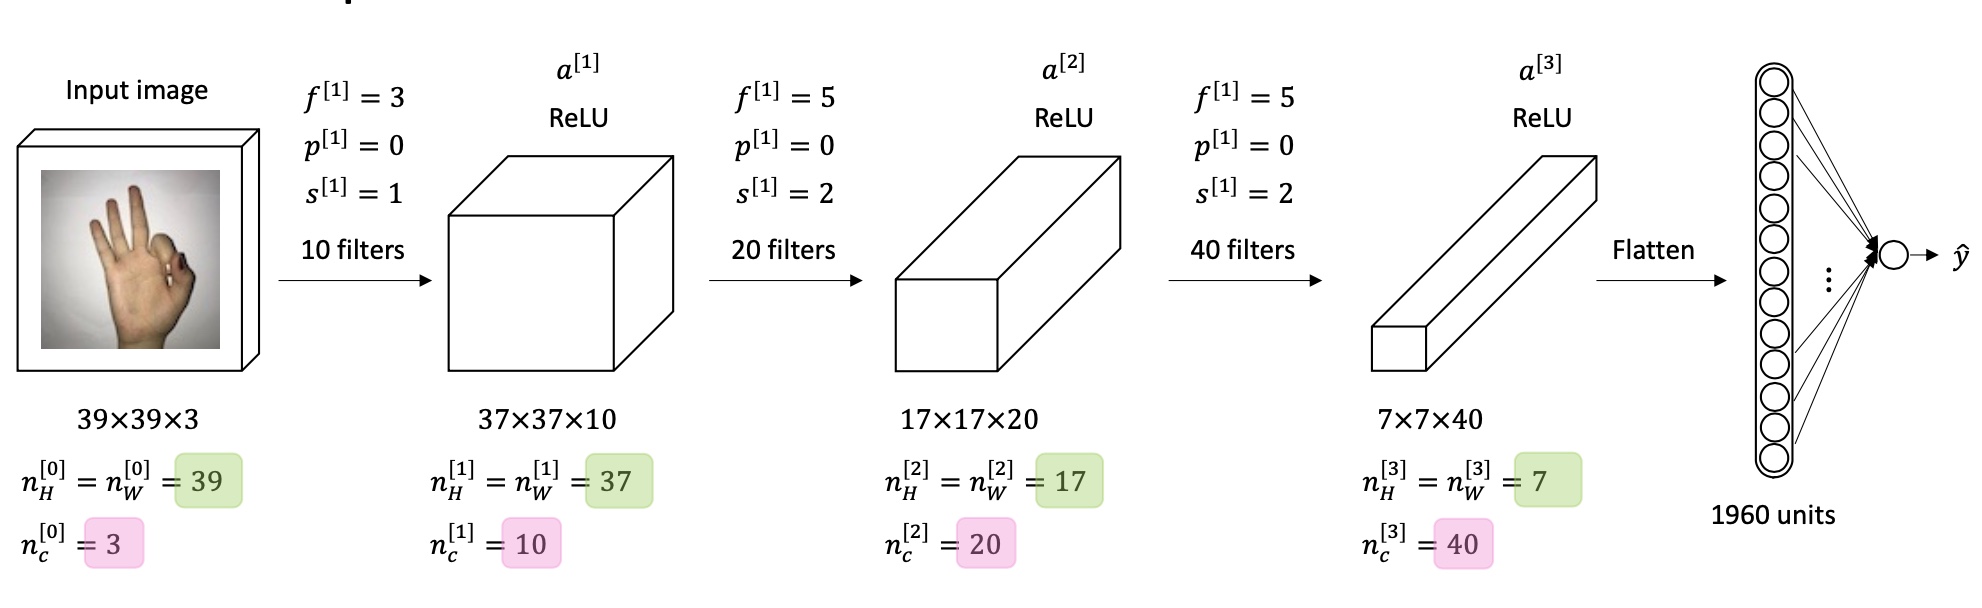 Input image
39×39×3
n_H^{[0]} = n_W^{[0]} = 39
n_c^{[0]} = 3
f^{[1]} = 3
p^{[1]} = 0
s^{[1]} = 1
10 filters
a^{[1]}
ReLU
37×37×10
n_H^{[1]} = n_W^{[1]} = 37
n_c^{[1]} = 10
f^{[1]} = 5
p^{[1]} = 0
s^{[1]} = 2
20 filters
a^{[2]}
ReLU
17×17×20
n_H^{[2]} = n_W^{[2]} = 17
n_c^{[2]} = 20
f^{[1]} = 5
p^{[1]} = 0
s^{[1]} = 2
40 filters
a^{[3]}
ReLU
7×7×40
n_H^{[3]} = n_W^{[3]} = 7
n_c^{[3]} = 40
Flatten
⋮
1960 units
ŷ